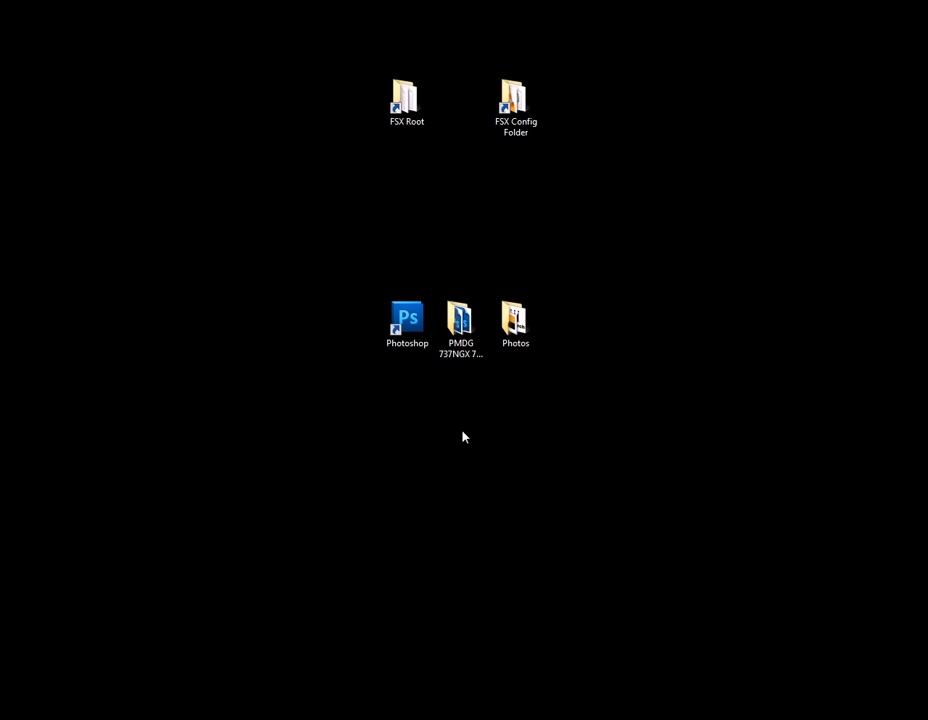 FSX Root
FSX Config
Folder
Ps
Photoshop
PMDG
737NGX 7...
Photos